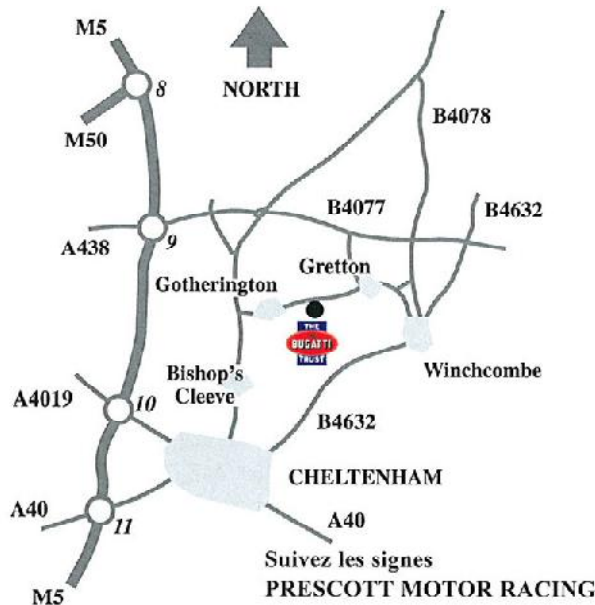 M5
8
M50
NORTH
B4078
B4077
B4632
A438
9
Gretton
Gotherington
THE
BUGATTI
TRUST
Bishop's
Cleeve
Winchcombe
A4019
10
B4632
CHELTENHAM
A40
11
A40
M5
Suivez les signes
PRESCOTT MOTOR RACING